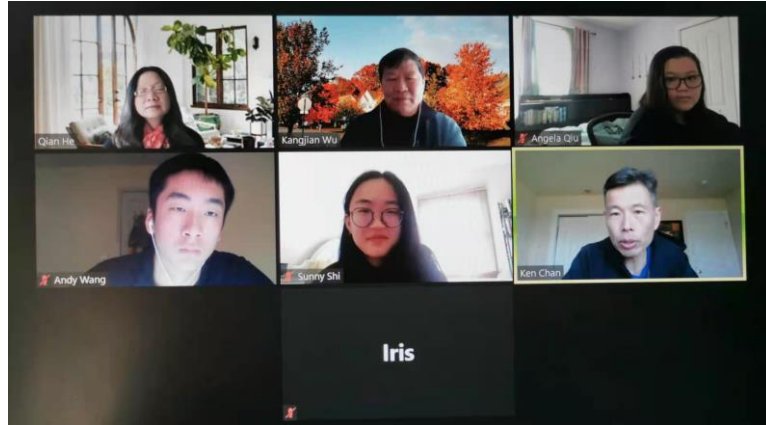 Qian He
Kangjian Wu
Angela Qiu
Andy Wang
Sunny Shi
Ken Chan
Iris